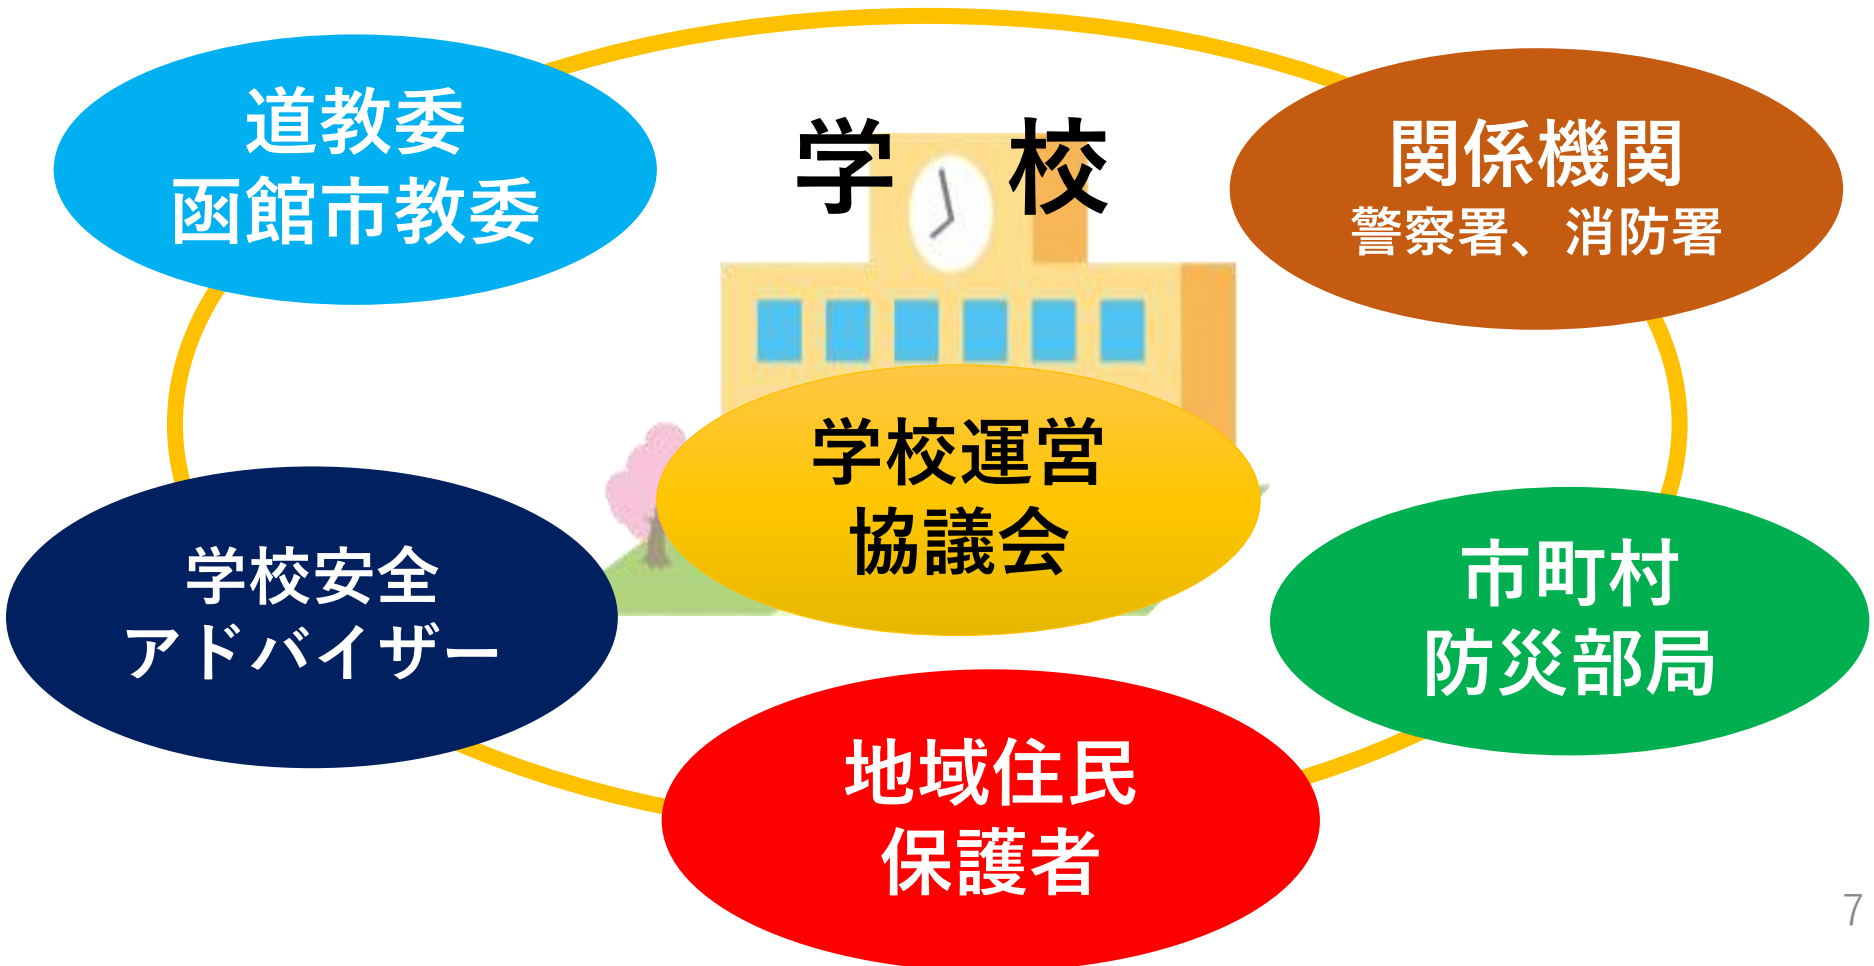 道教委
函館市教委
学　校
関係機関
警察署、消防署
学校運営
協議会
学校安全
アドバイザー
市町村
防災部局
地域住民
保護者
7